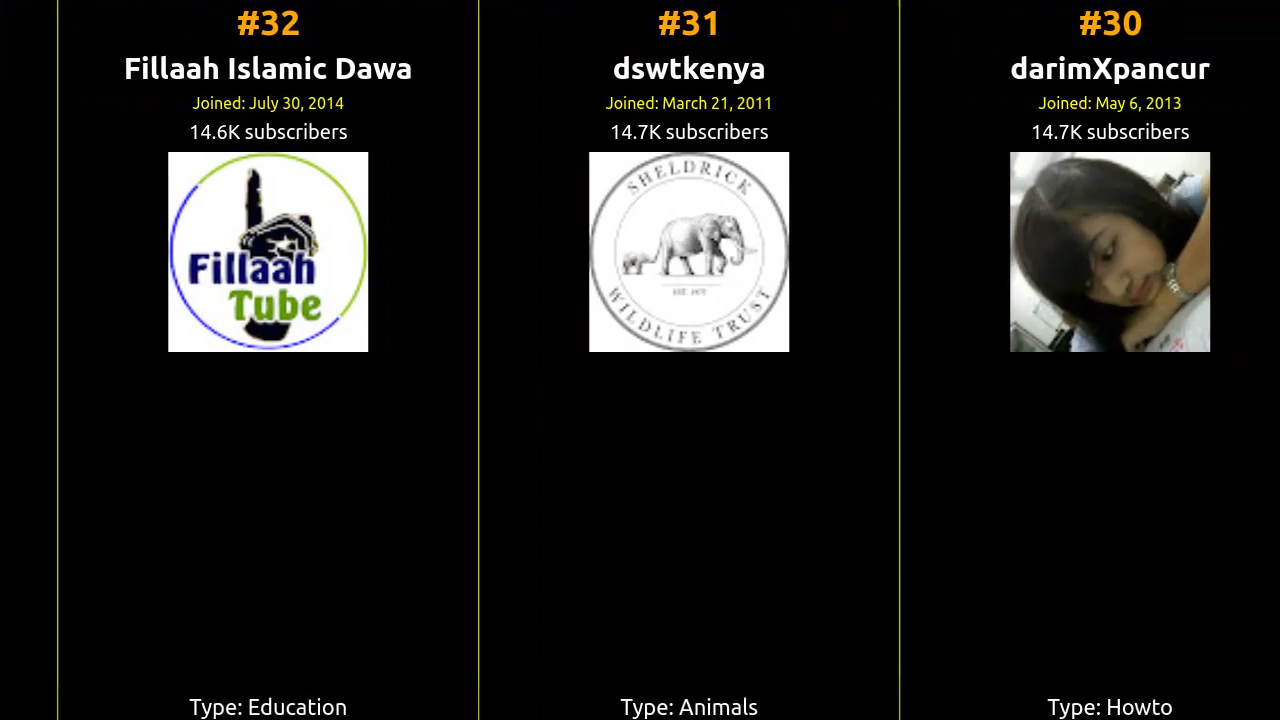 #32
Fillaah Islamic Dawa
Joined: July 30, 2014
14.6K subscribers
Fillaah
Tube
Type: Education
#31
dswtkenya
Joined: March 21, 2011
14.7K subscribers
SHELDRICK
WILDLIFE TRUST
Type: Animals
#30
darimXpancur
Joined: May 6, 2013
14.7K subscribers
Type: Howto